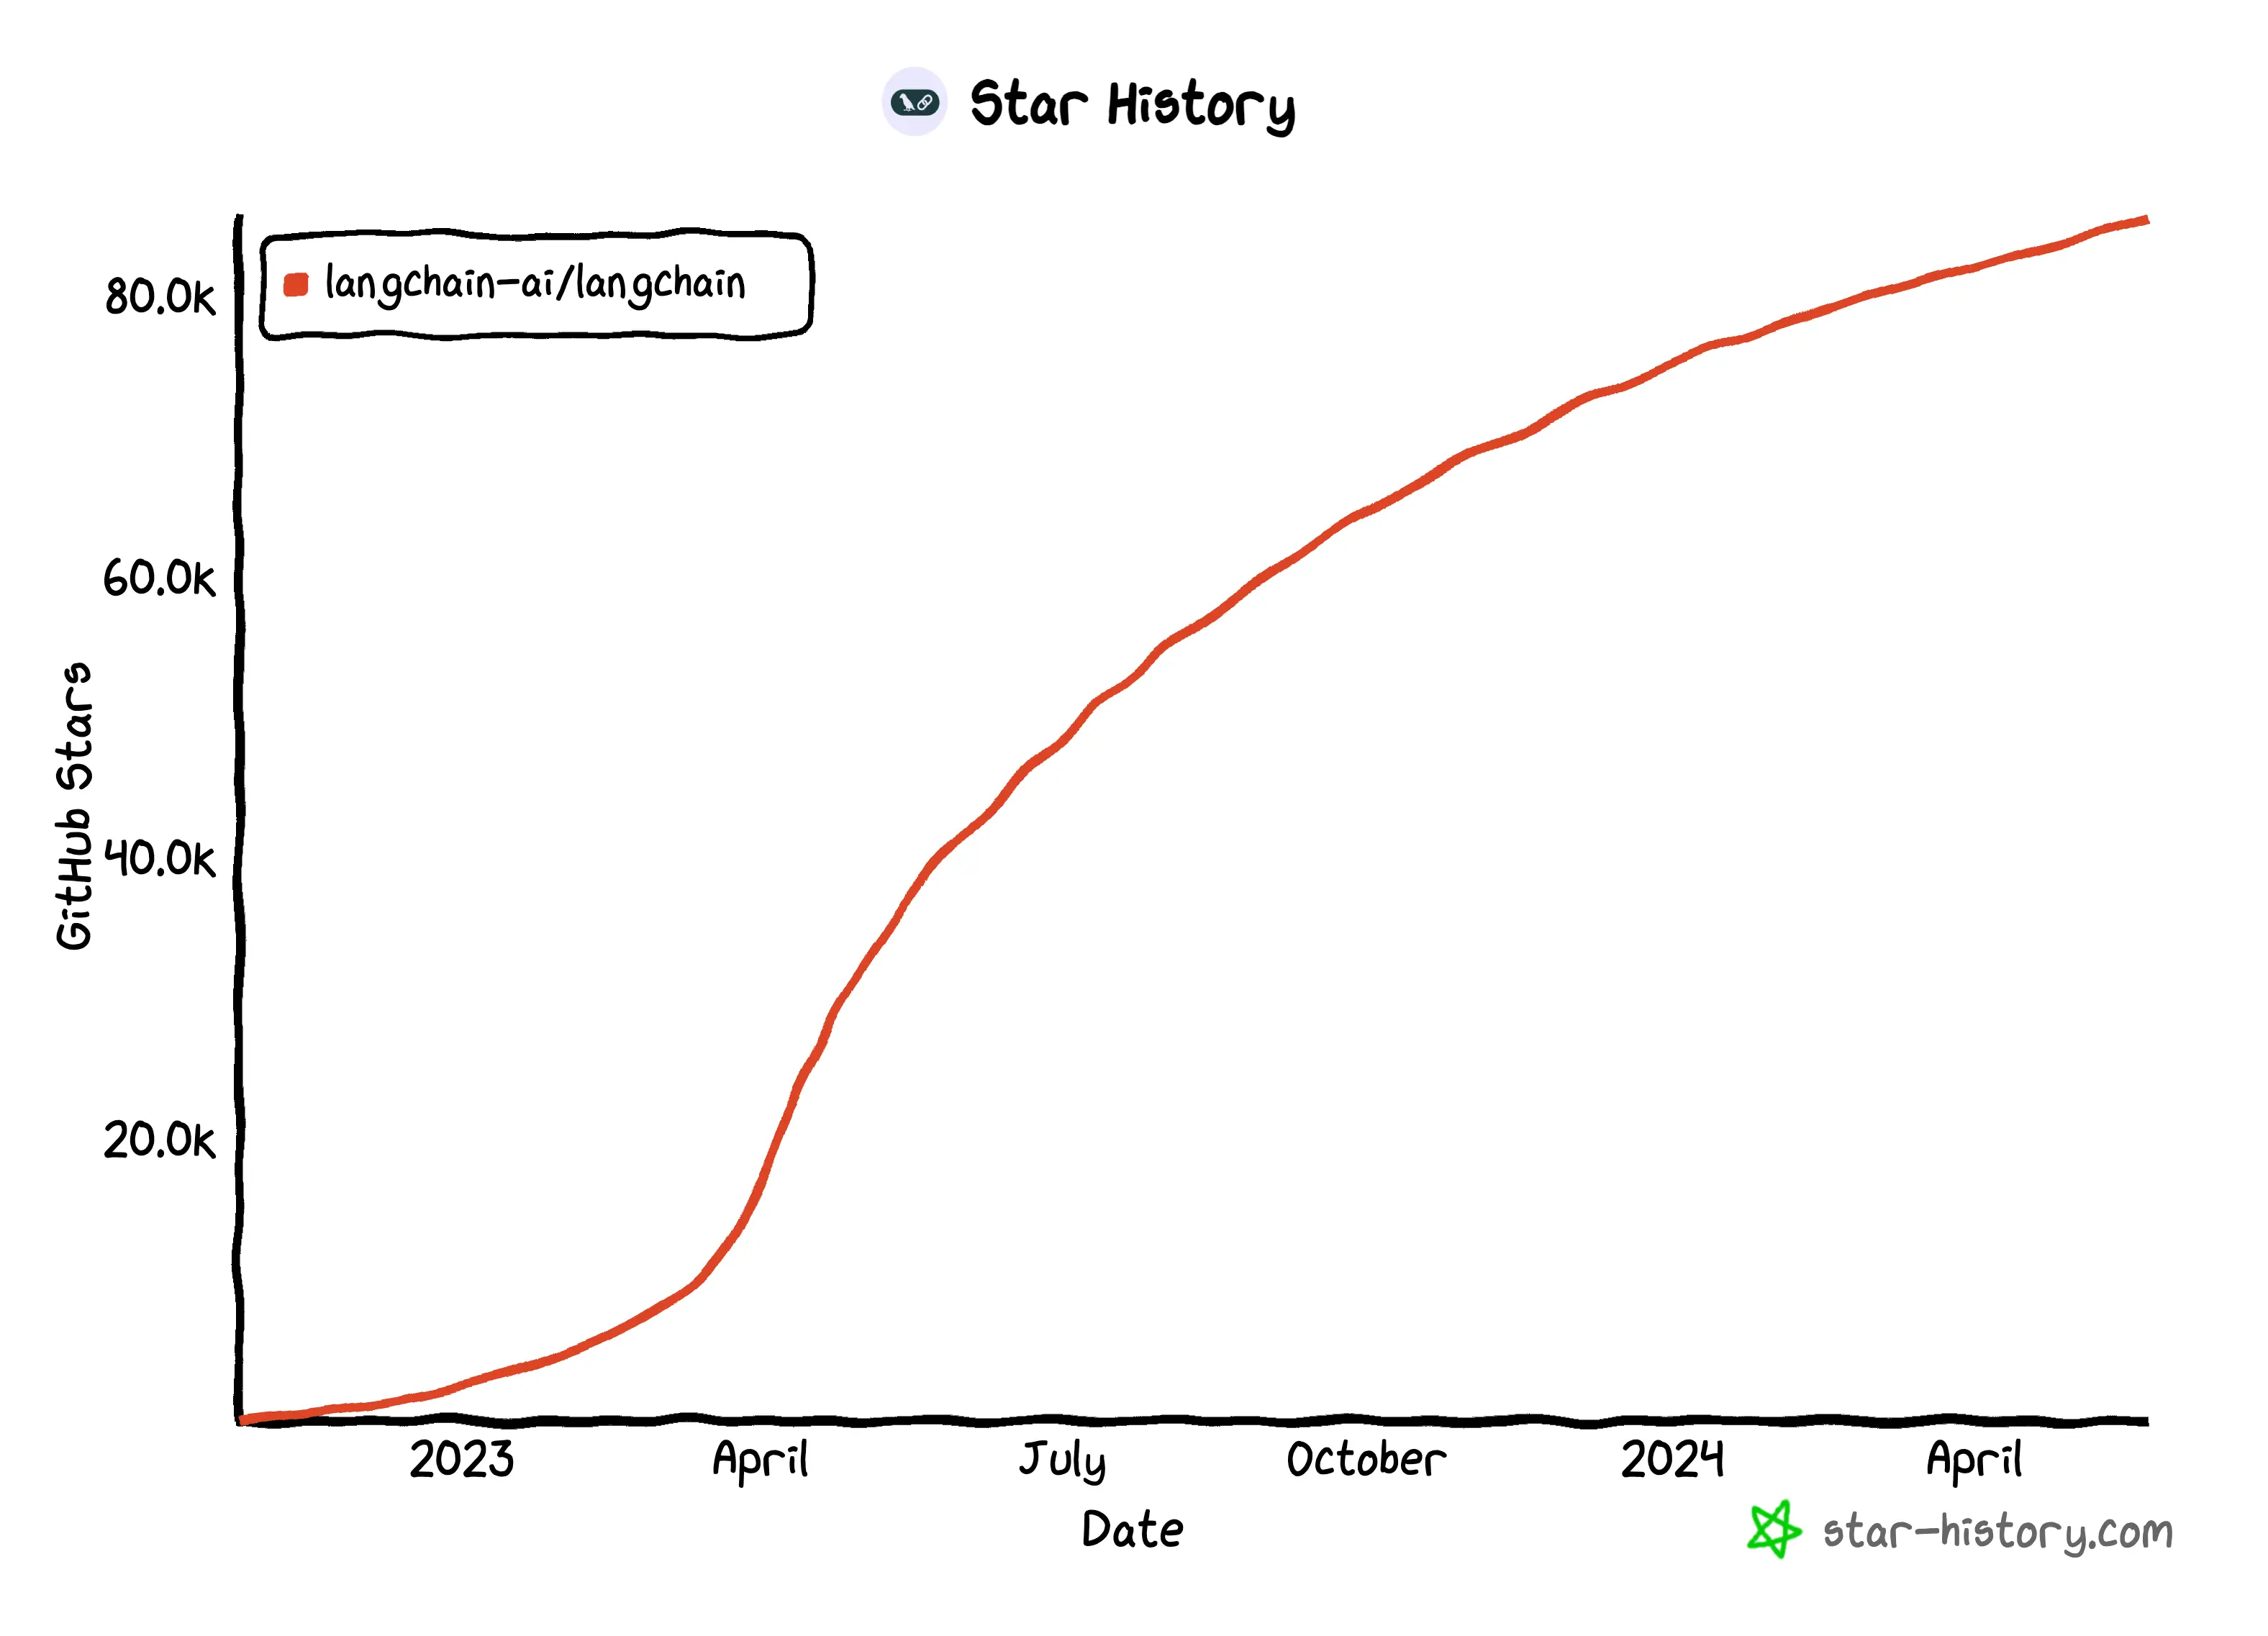 Star History
langchain-ai/langchain
80.0k
60.0k
40.0k
20.0k
GitHub Stars
2023 April July October 2024 April
Date
star-history.com